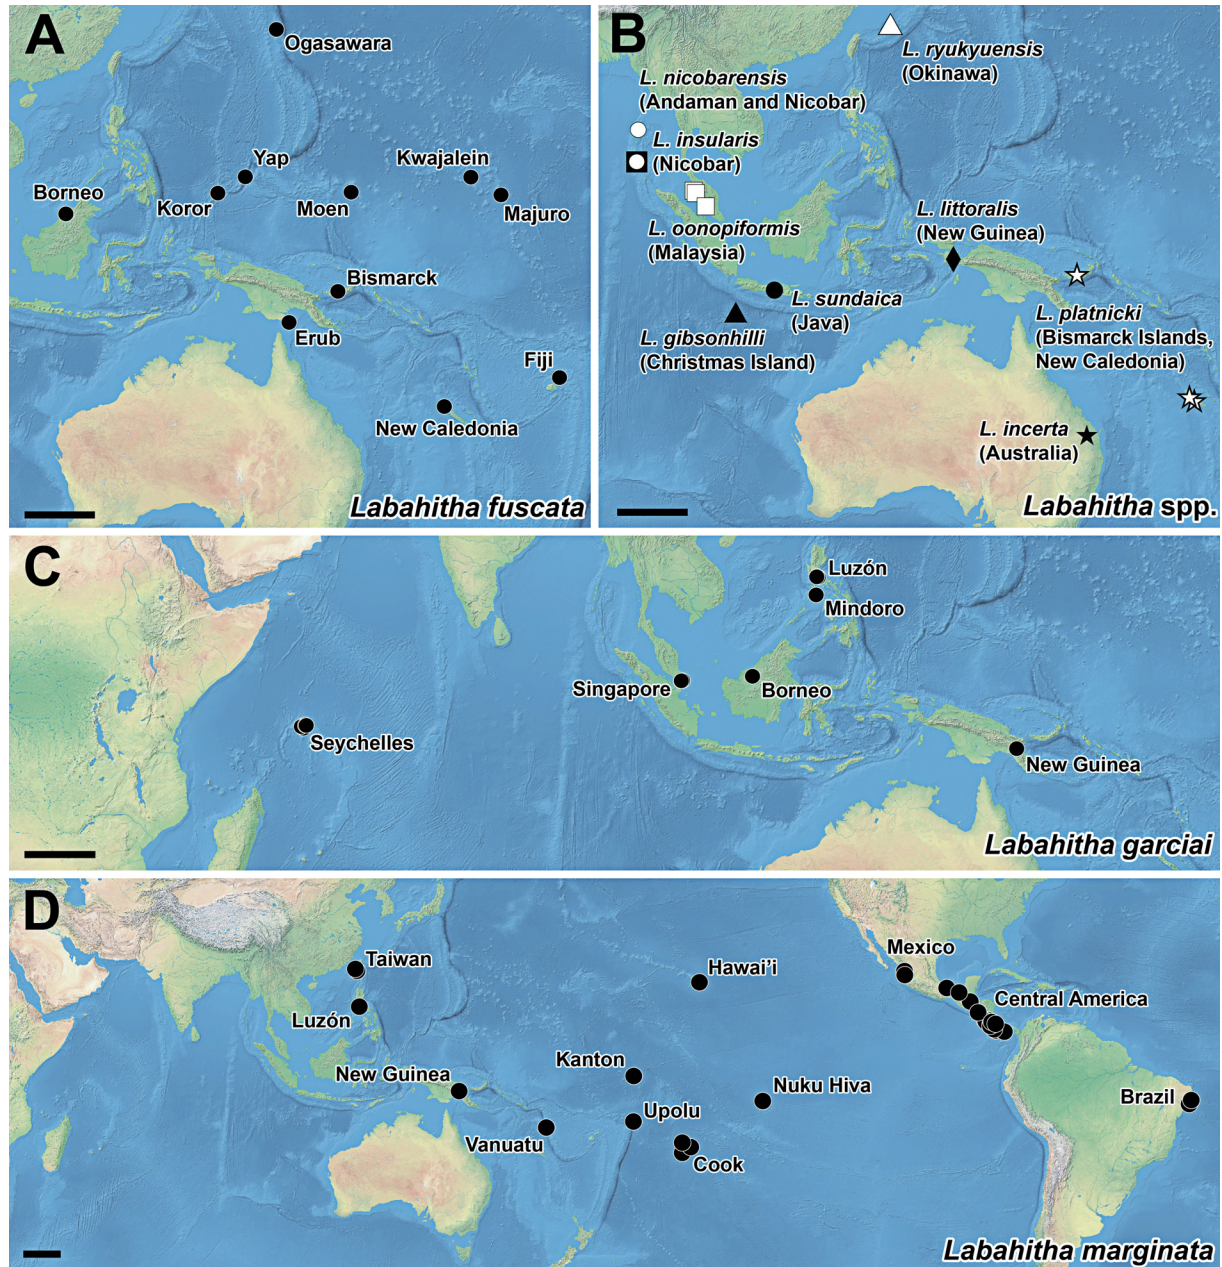 A
Ogasawara
Yap
Kwajalein
Borneo
Koror
Moen
Majuro
Bismarck
Erub
Fiji
New Caledonia
Labahitha fuscata
B
L. ryukyuensis
(Okinawa)
L. nicobarensis
(Andaman and Nicobar)
L. insularis
(Nicobar)
L. oonopiformis
(Malaysia)
L. littoralis
(New Guinea)
L. sundaica
(Java)
L. gibsonhilli
(Christmas Island)
L. platnicki
(Bismarck Islands,
New Caledonia)
L. incerta
(Australia)
Labahitha spp.
C
Luzón
Mindoro
Singapore
Borneo
Seychelles
New Guinea
Labahitha garciai
D
Taiwan
Luzón
Hawai’i
Mexico
Central America
New Guinea
Kanton
Nuku Hiva
Brazil
Upolu
Vanuatu
Cook
Labahitha marginata